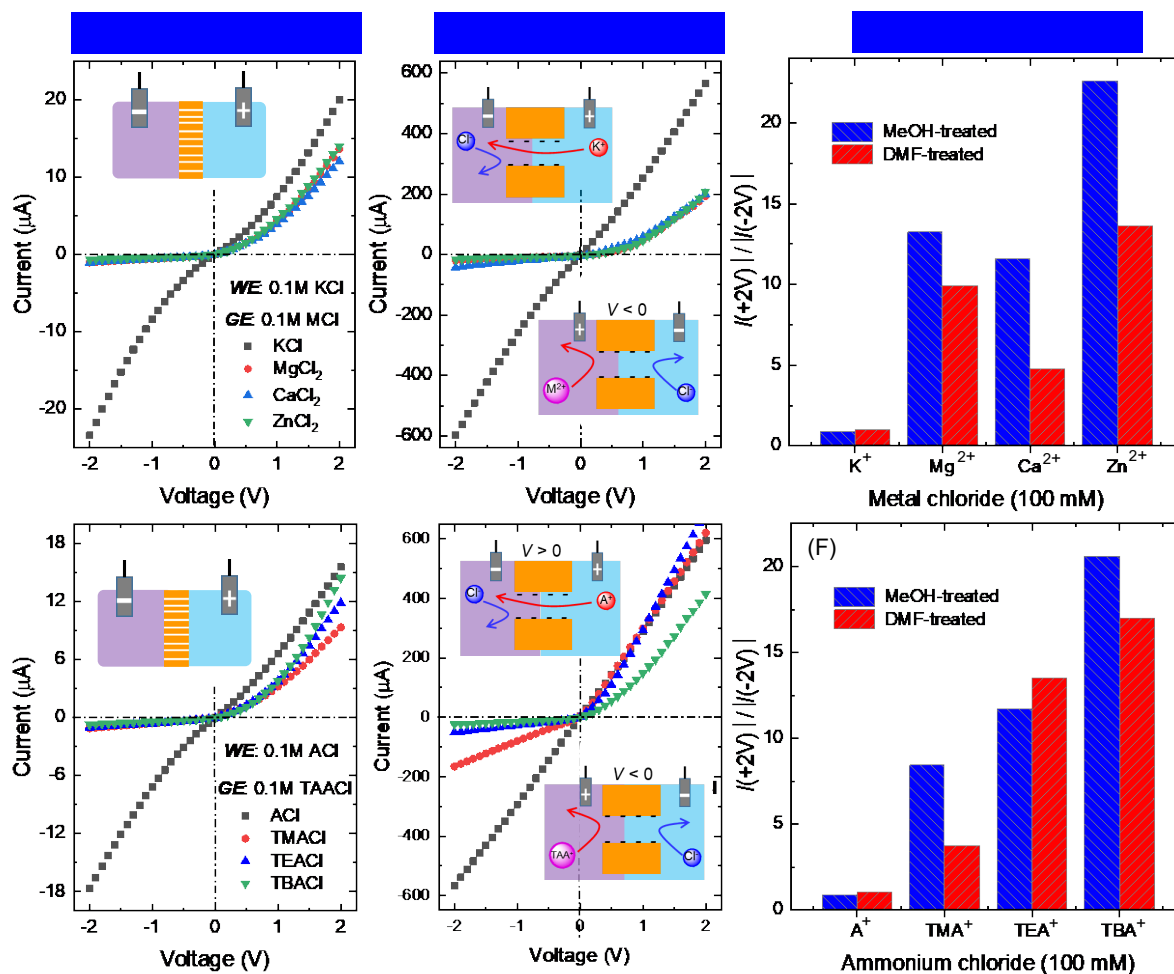 20
10
0
-10
-20
Current (μA)
-2 -1 0 1 2
Voltage (V)
WE: 0.1M KCl
GE: 0.1M MCl
KCl
MgCl2
CaCl2
ZnCl2
600
400
200
0
-200
-400
-600
Current (μA)
-2 -1 0 1 2
Voltage (V)
Cl-
K+
V < 0
M2+
Cl-
20
15
10
5
0
|I(+2V)| / |I(-2V)|
MeOH-treated
DMF-treated
K+ Mg2+ Ca2+ Zn2+
Metal chloride (100 mM)
18
12
6
0
-6
-12
-18
Current (μA)
-2 -1 0 1 2
Voltage (V)
WE: 0.1M ACl
GE: 0.1M TAACl
ACl
TMACl
TEACl
TBACl
600
400
200
0
-200
-400
-600
Current (μA)
-2 -1 0 1 2
Voltage (V)
V > 0
Cl-
A+
V < 0
TAA+
Cl-
(F)
20
15
10
5
0
|I(+2V)| / |I(-2V)|
MeOH-treated
DMF-treated
A+ TMA+ TEA+ TBA+
Ammonium chloride (100 mM)